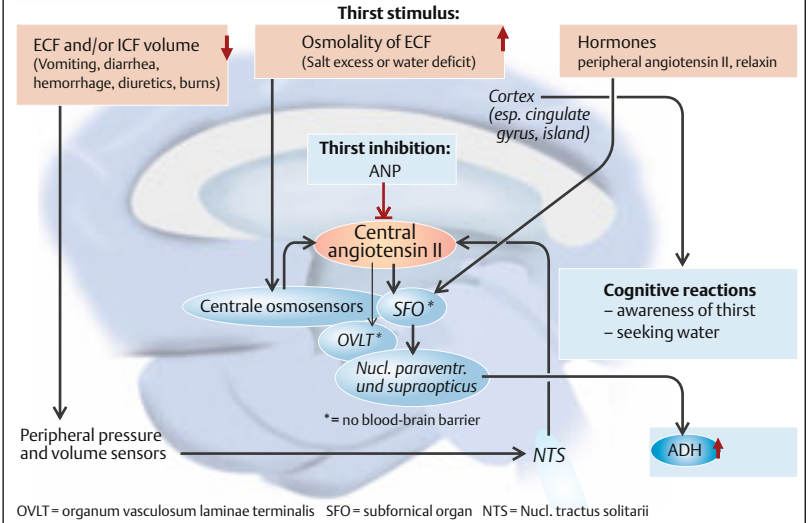 Thirst stimulus:
ECF and/or ICF volume
(Vomiting, diarrhea,
hemorrhage, diuretics, burns)
Osmolality of ECF
(Salt excess or water deficit)
Hormones
peripheral angiotensin II, relaxin
Cortex
(esp. cingulate
gyrus, island)
Thirst inhibition:
ANP
Central
angiotensin II
Centrale osmosensors
SFO*
OVLT*
Nucl. paraventr.
und supraopticus
*= no blood-brain barrier
Cognitive reactions
– awareness of thirst
– seeking water
Peripheral pressure
and volume sensors
NTS
ADH
OVLT = organum vasculosum laminae terminalis SFO = subfornical organ NTS = Nucl. tractus solitarii